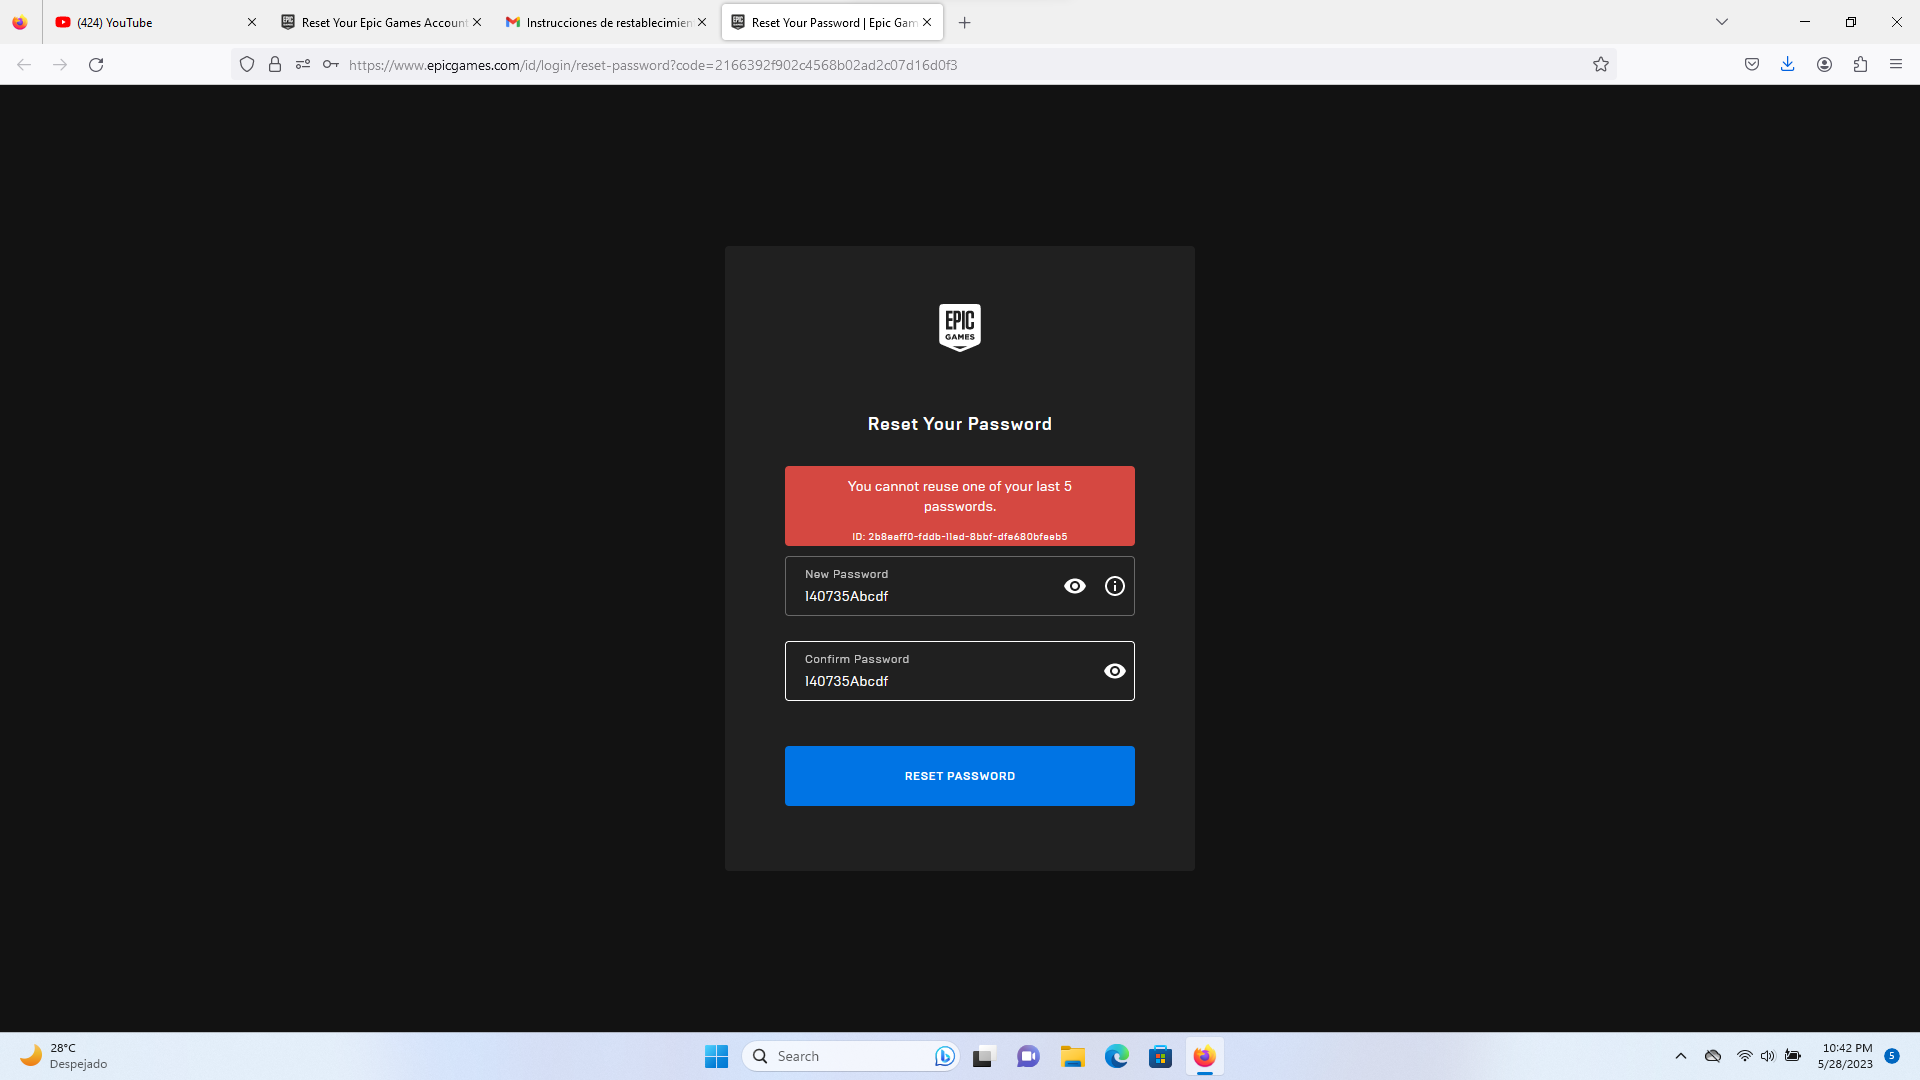 (424) YouTube
Reset Your Epic Games Account
Instrucciones de restablecimien
Reset Your Password | Epic Gam
https://www.epicgames.com/id/login/reset-password?code=2166392f902c4568b02ad2c07d16d0f3
EPIC
GAMES
Reset Your Password
You cannot reuse one of your last 5
passwords.
ID: 2b8eaff0-fddb-11ed-8bbf-dfe680bfeeb5
New Password
l40735Abcdf
Confirm Password
l40735Abcdf
RESET PASSWORD
28°C
Despejado
Search
10:42 PM
5/28/2023
5